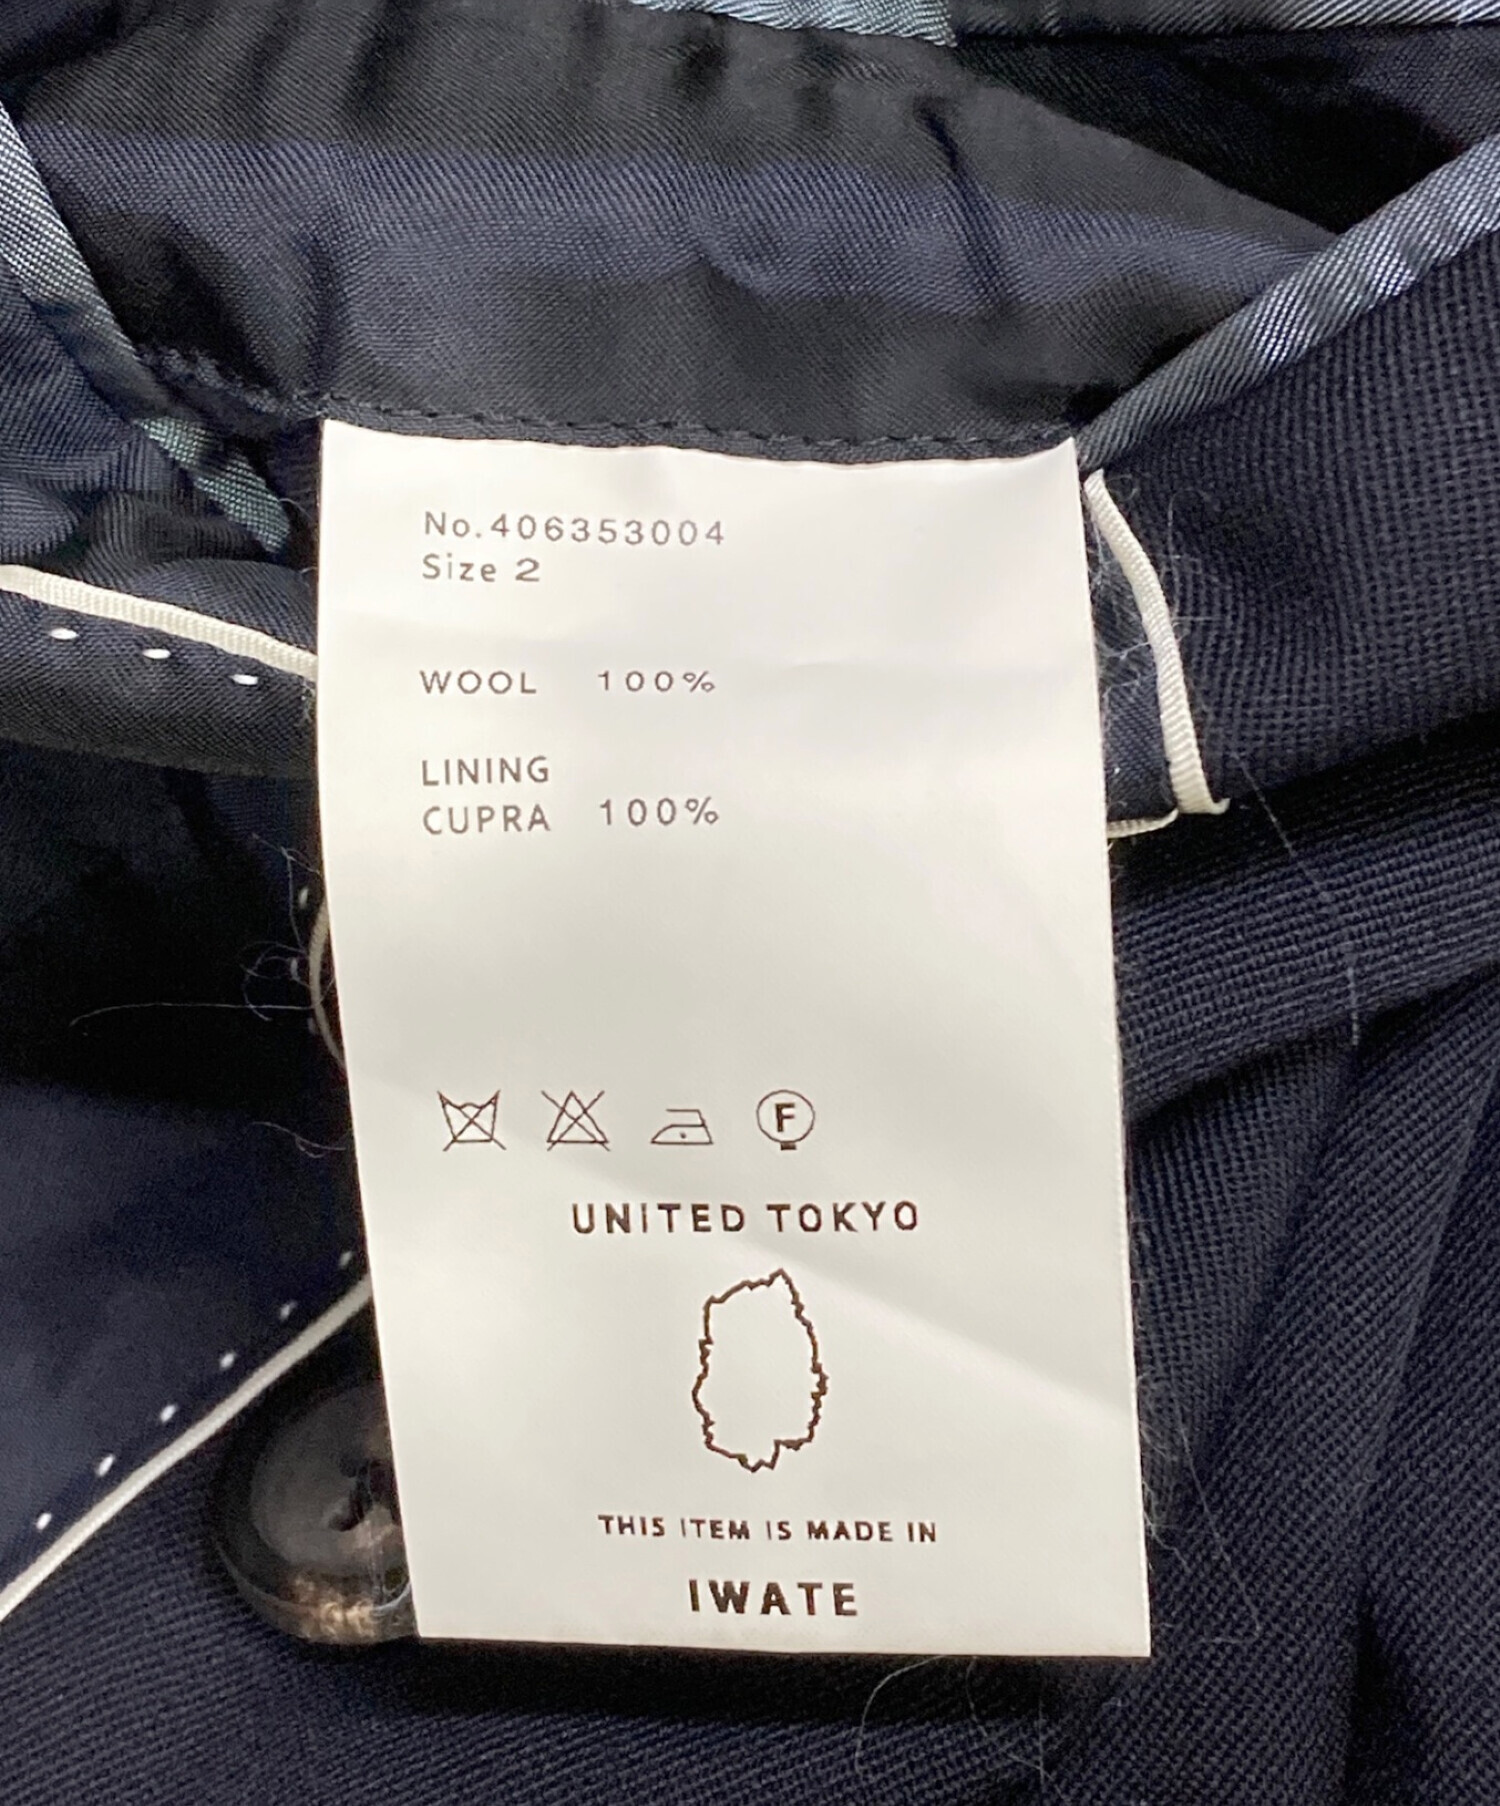 No.406353004
Size 2
WOOL 100%
LINING
CUPRA 100%
F
UNITED TOKYO
THIS ITEM IS MADE IN
IWATE